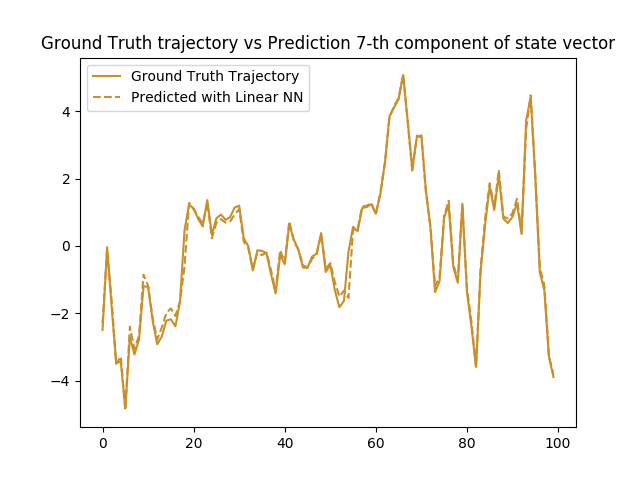 Ground Truth trajectory vs Prediction 7-th component of state vector
Ground Truth Trajectory
Predicted with Linear NN
4
2
0
−2
−4
0 20 40 60 80 100